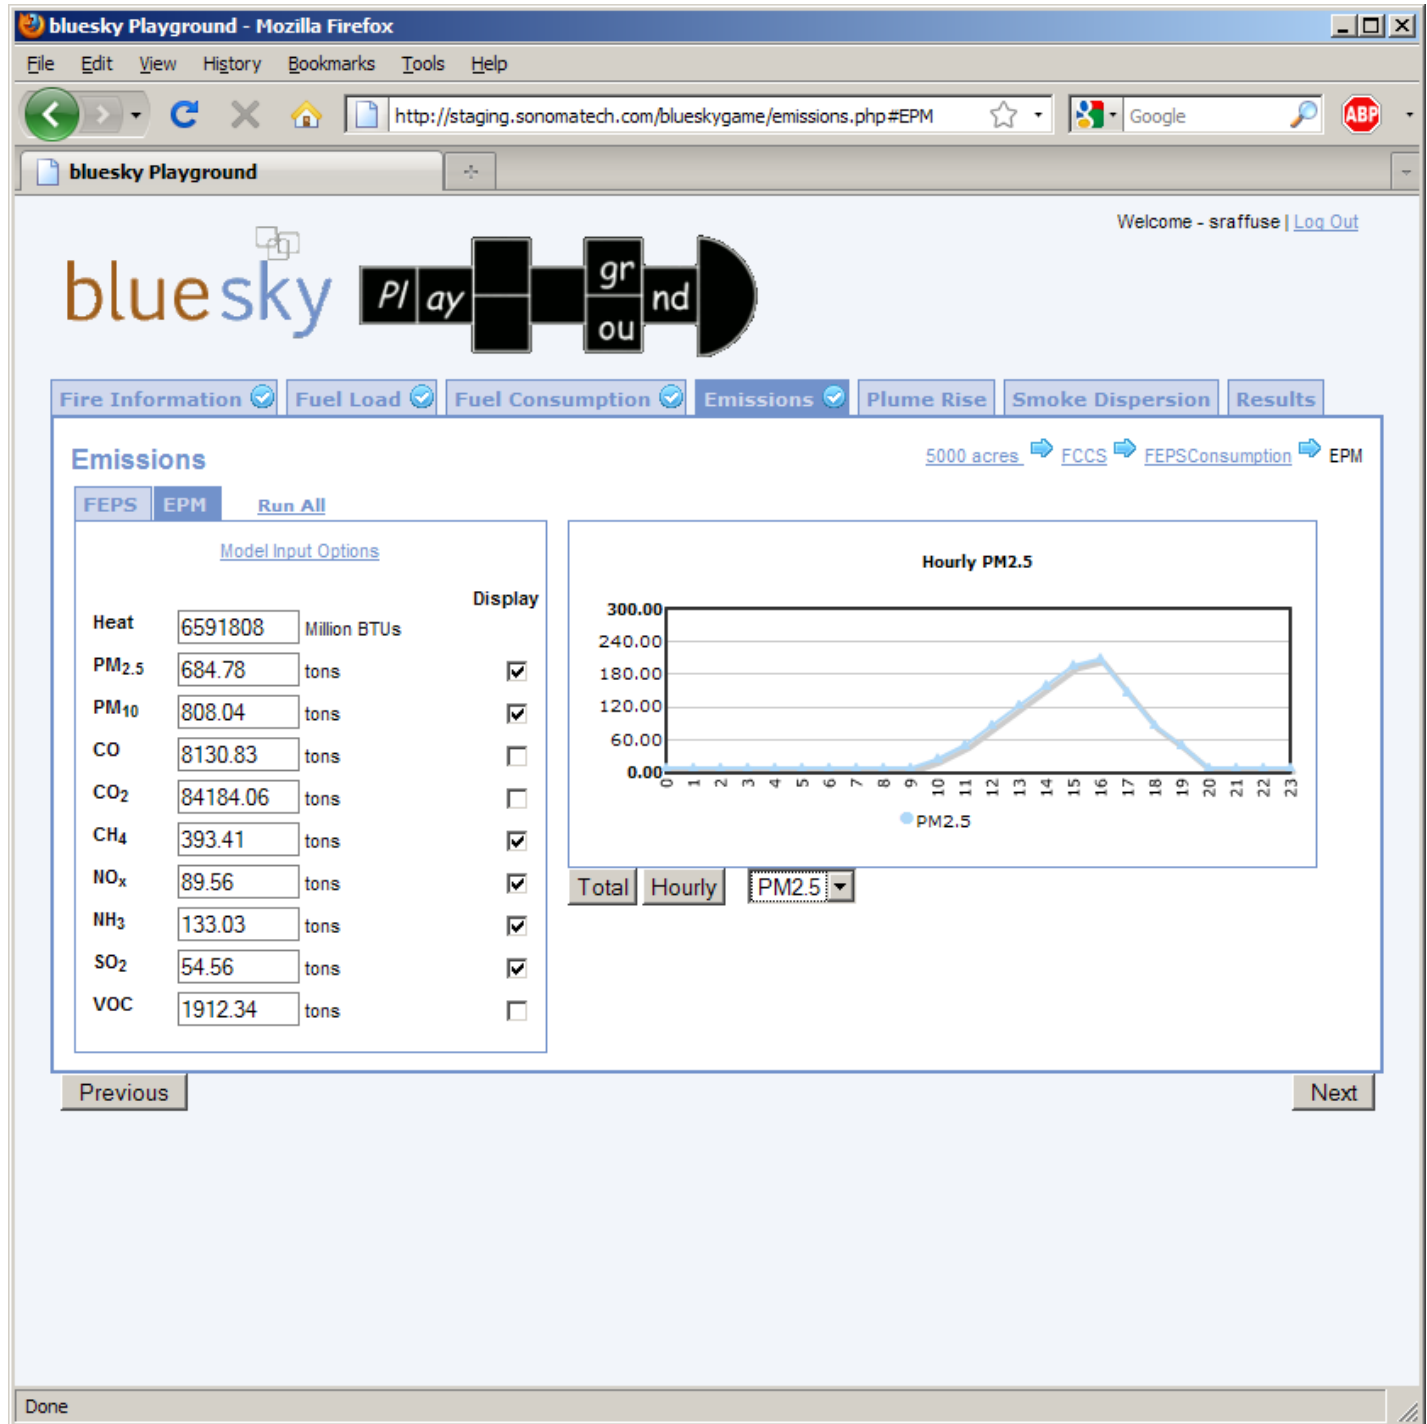 bluesky Playground - Mozilla Firefox
File Edit View History Bookmarks Tools Help
http://staging.sonomatech.com/blueskygame/emissions.php#EPM Google ABP
bluesky Playground
Welcome - sraffuse | Log Out
bluesky Pl ay gr ou nd
Fire Information Fuel Load Fuel Consumption Emissions Plume Rise Smoke Dispersion Results
Emissions
5000 acres FCCS FEPSConsumption EPM
FEPS EPM Run All
Model Input Options
Display
Heat 6591808 Million BTUs
PM2.5 684.78 tons
PM10 808.04 tons
CO 8130.83 tons
CO2 84184.06 tons
CH4 393.41 tons
NOx 89.56 tons
NH3 133.03 tons
SO2 54.56 tons
VOC 1912.34 tons
Hourly PM2.5
300.00
240.00
180.00
120.00
60.00
0.00
0 1 2 3 4 5 6 7 8 9 10 11 12 13 14 15 16 17 18 19 20 21 22 23
PM2.5
Total Hourly PM2.5
Previous Next
Done